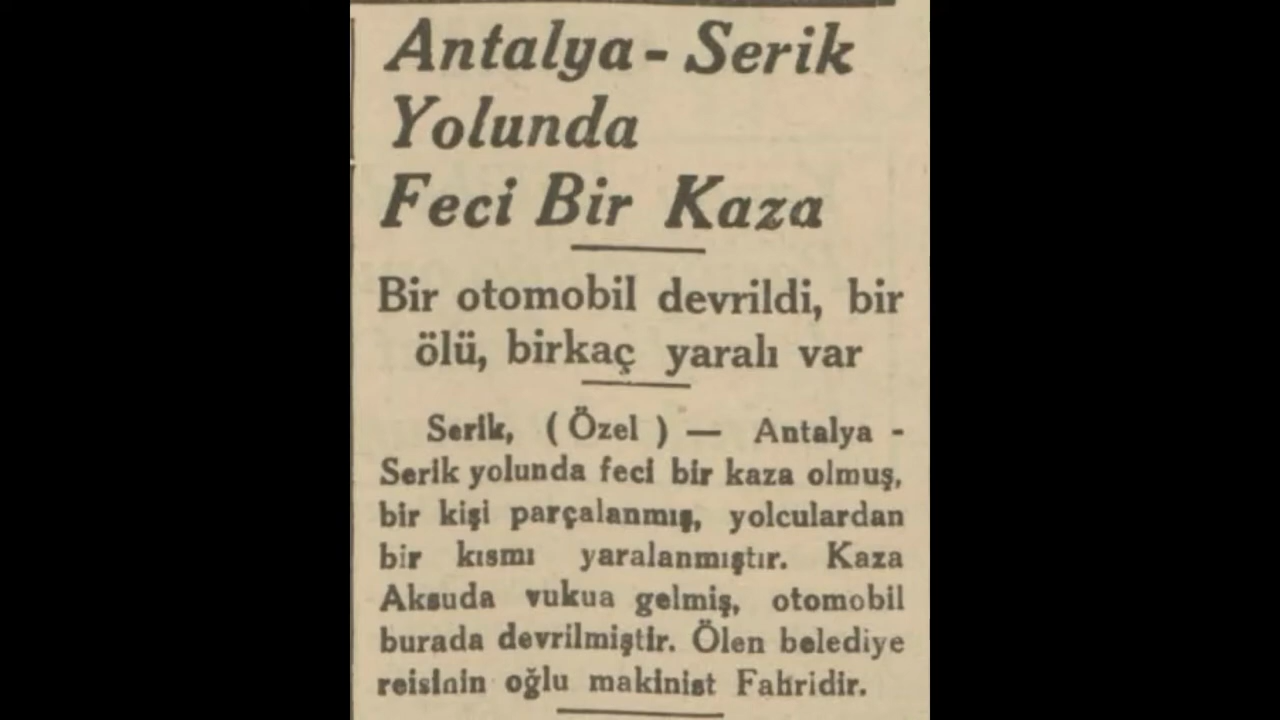 Antalya - Serik
Yolunda
Feci Bir Kaza
Bir otomobil devrildi, bir
ölü, birkaç yaralı var
Serik, ( Özel ) — Antalya -
Serik yolunda feci bir kaza olmuş,
bir kişi parçalanmış, yolculardan
bir kısmı yaralanmıştır. Kaza
Aksuda vukua gelmiş, otomobil
burada devrilmiştir. Ölen belediye
reisinin oğlu makinist Fahridir.